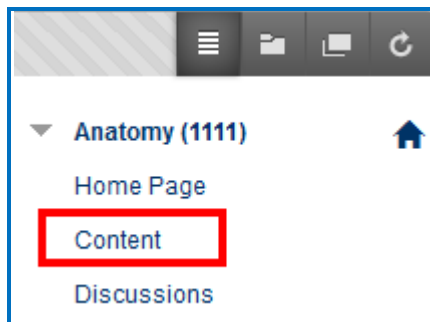 Anatomy (1111)
Home Page
Content
Discussions